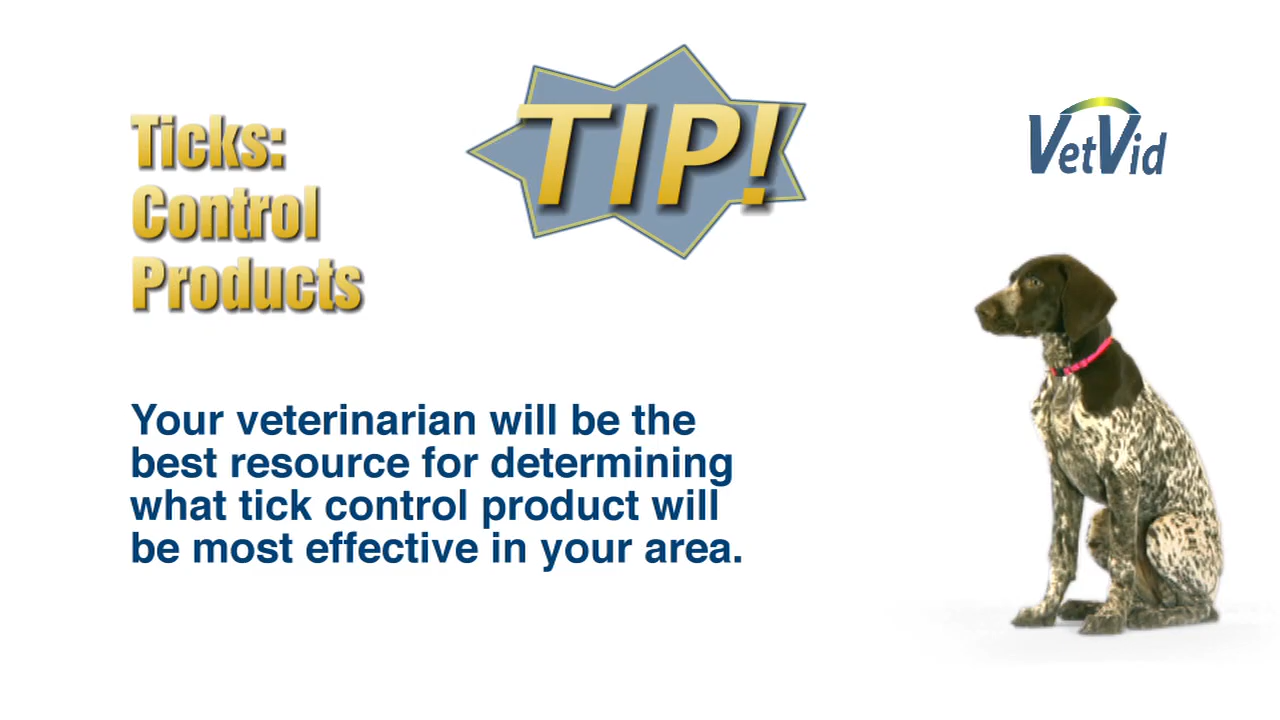 Ticks:
Control
Products
TIP!
VetVid
Your veterinarian will be the
best resource for determining
what tick control product will
be most effective in your area.